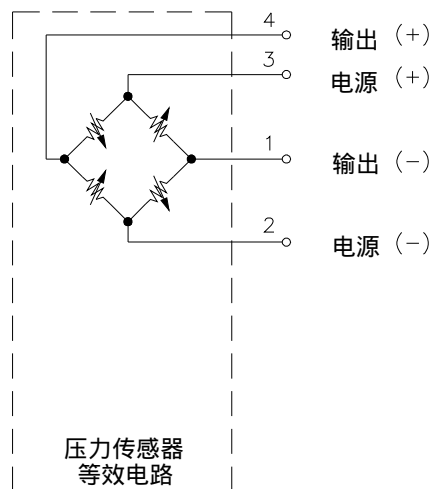 4 输出 (+)
3 电源 (+)
1 输出 (-)
2 电源 (-)
压力传感器
等效电路